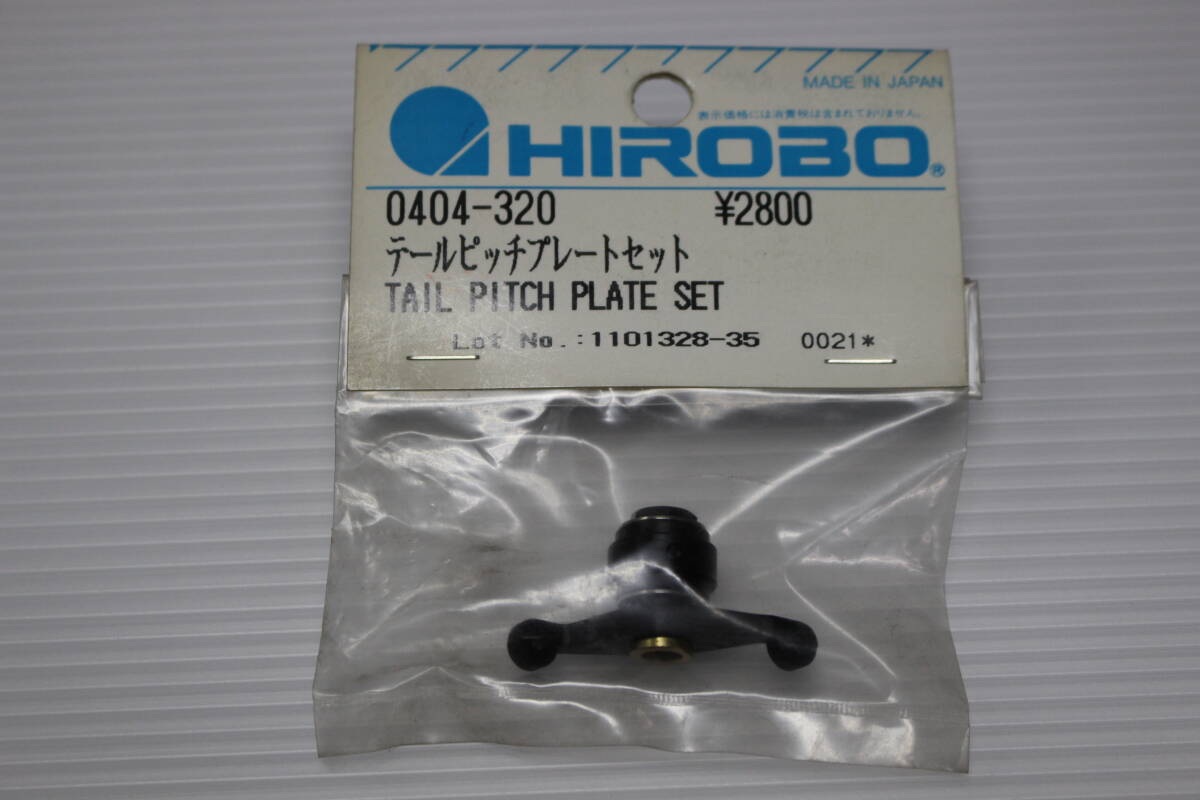 MADE IN JAPAN
表示価格には消費税は含まれておりません。
HIROBO®
0404-320 ¥2800
テールピッチプレートセット
TAIL PITCH PLATE SET
Lot No.:1101328-35 0021*